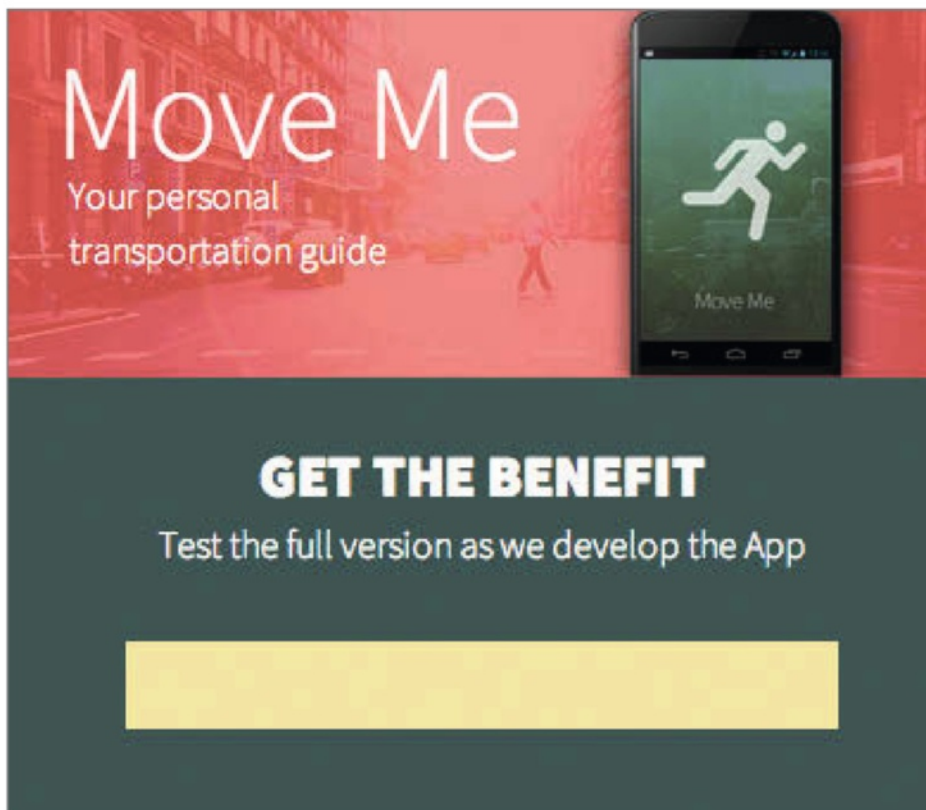 Move Me
Your personal
transportation guide
Move Me
GET THE BENEFIT
Test the full version as we develop the App